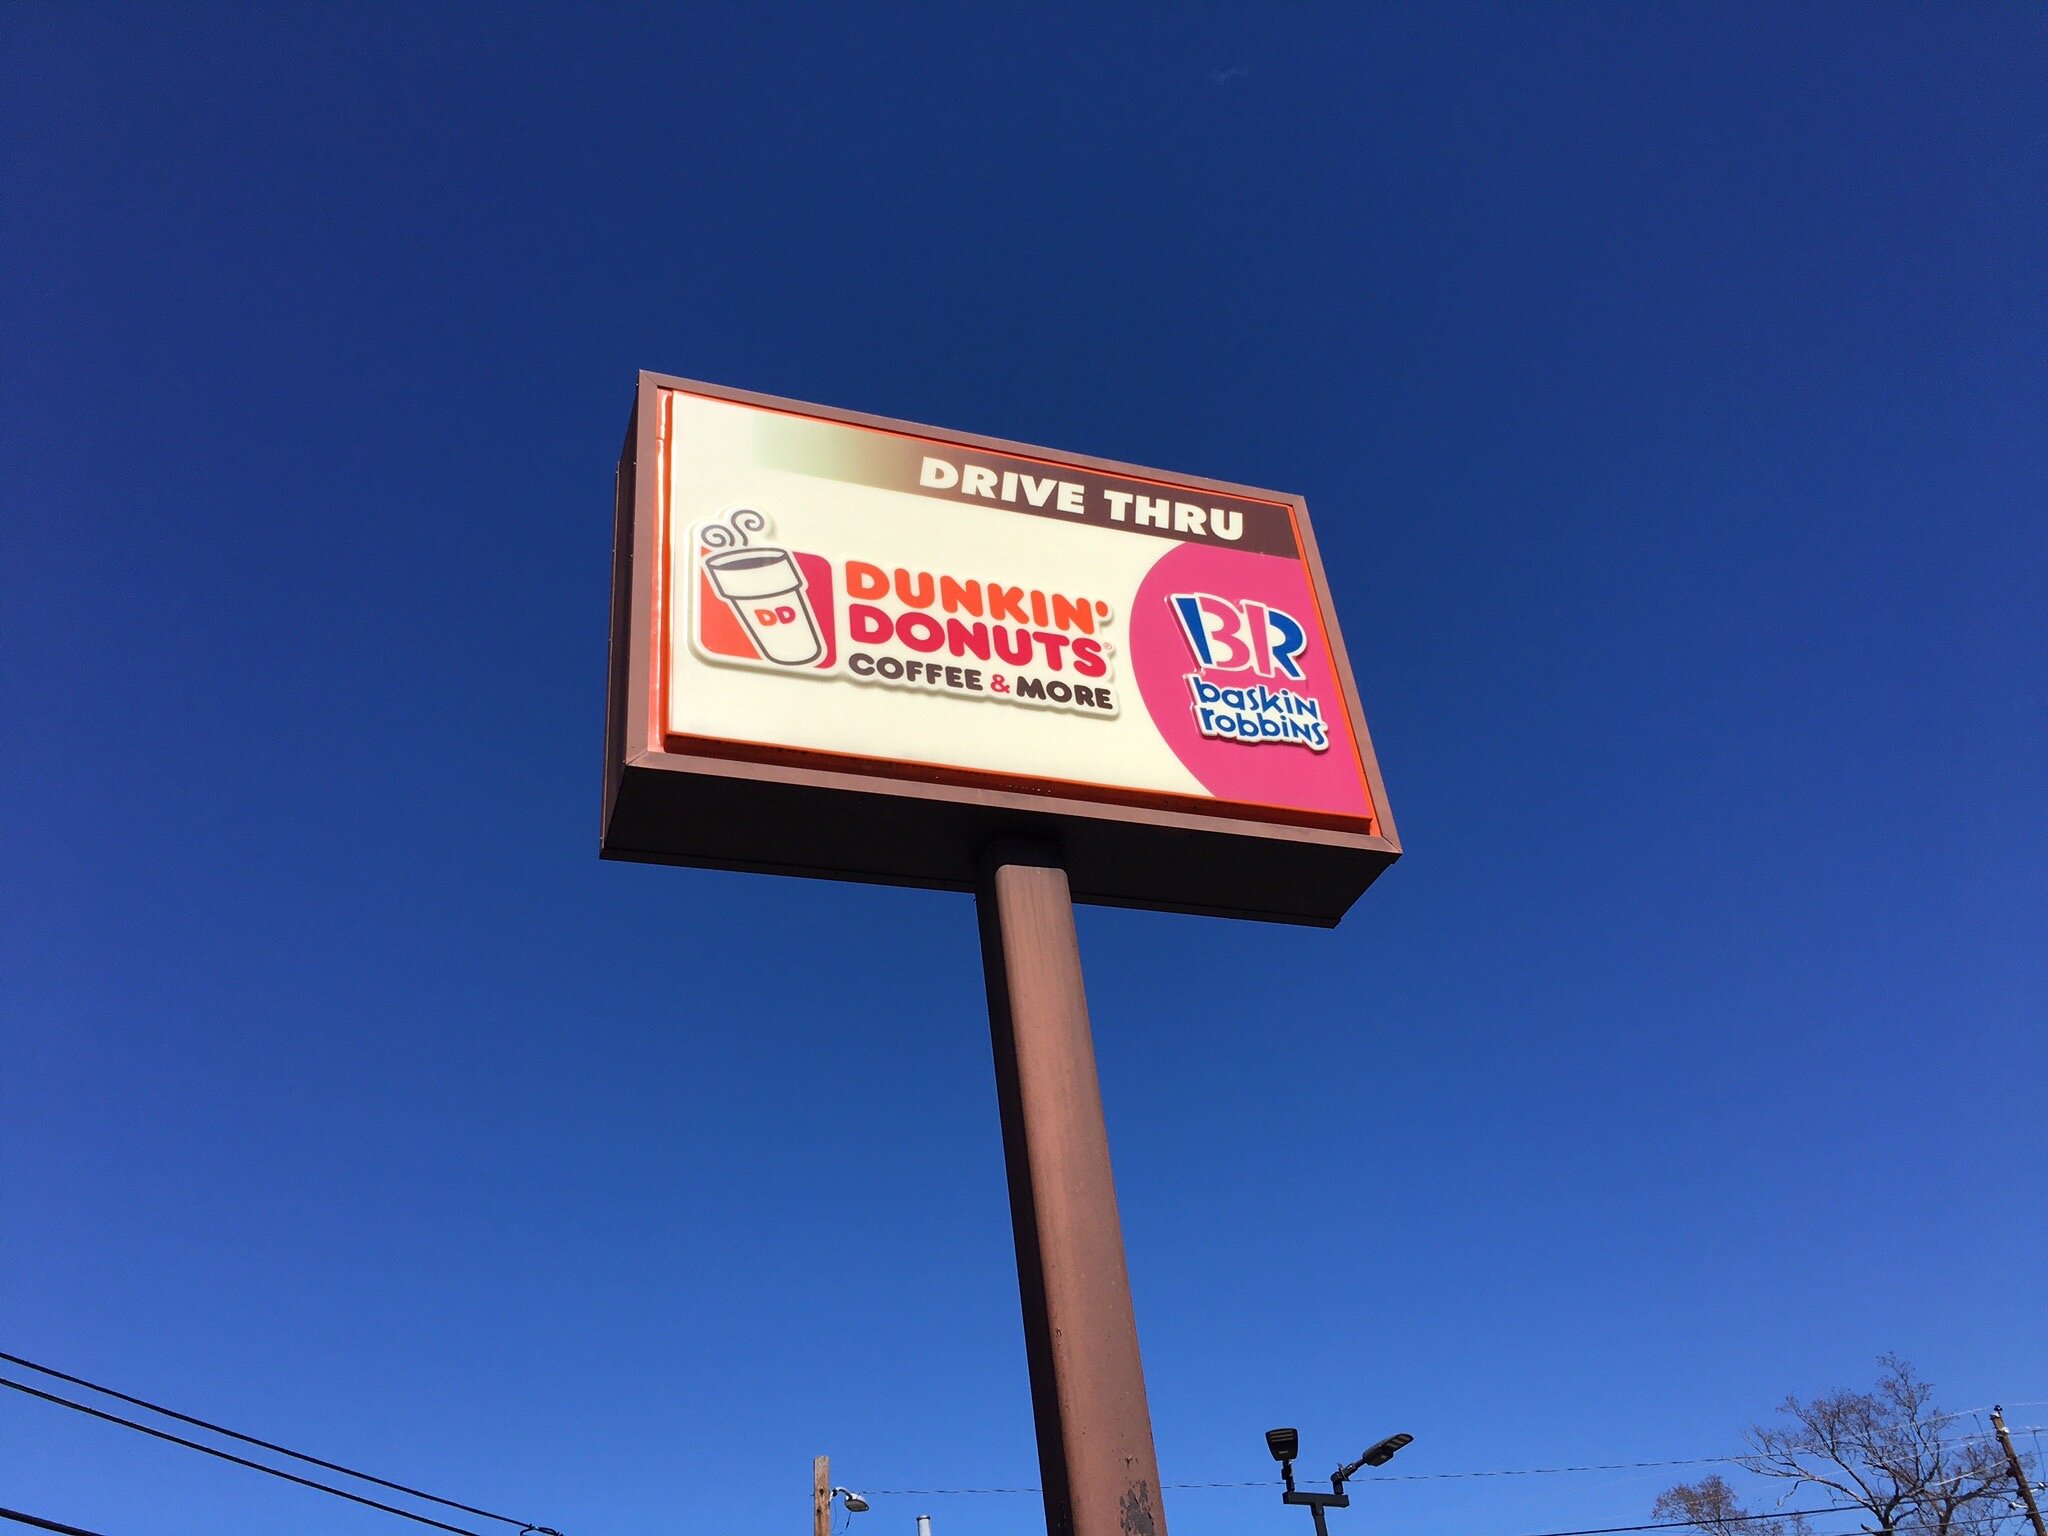 DRIVE THRU
DD
DUNKIN'
DONUTS®
COFFEE & MORE
BR
baskin
robbins